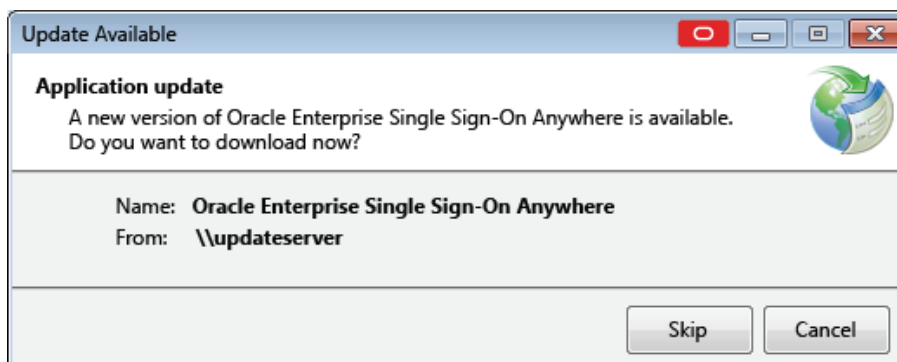 Update Available
Application update
A new version of Oracle Enterprise Single Sign-On Anywhere is available.
Do you want to download now?
Name: Oracle Enterprise Single Sign-On Anywhere
From: \\updateserver
Skip Cancel